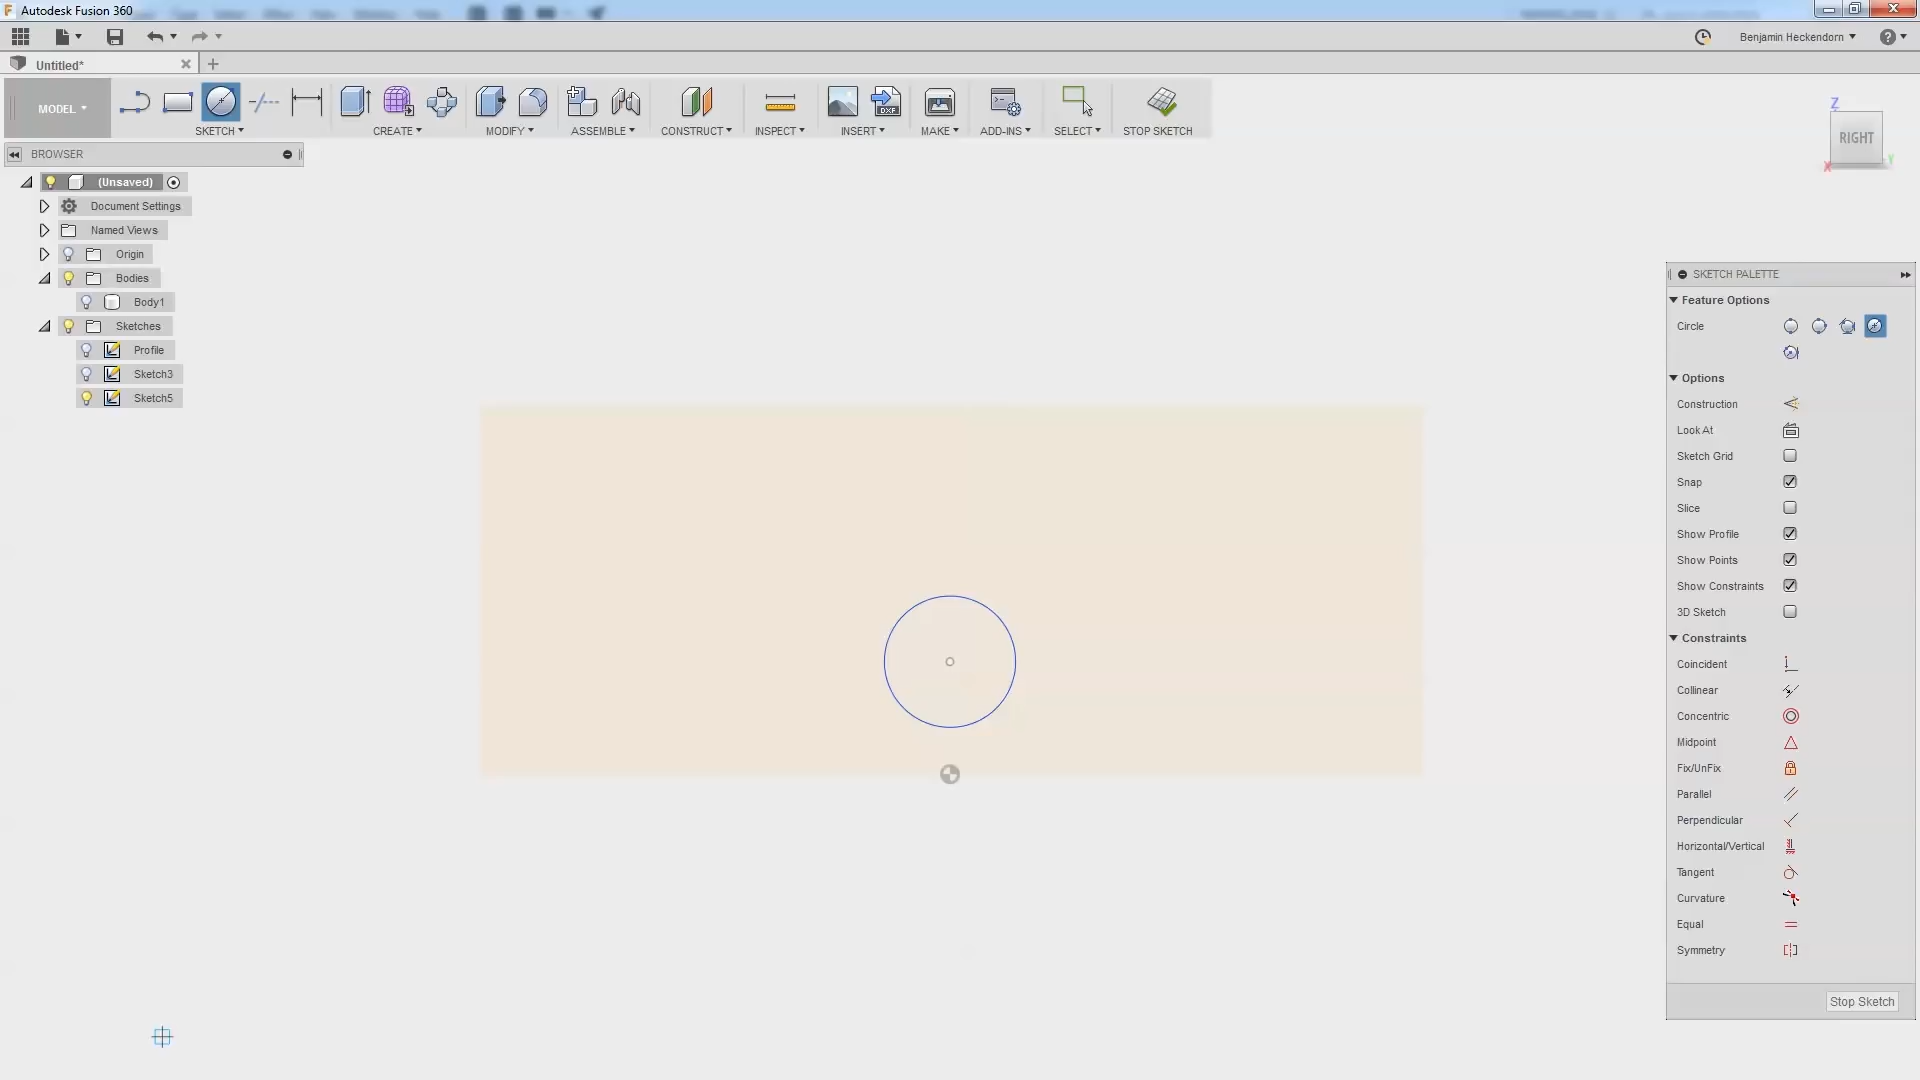 Autodesk Fusion 360
Benjamin Heckendorn
Untitled*
MODEL
SKETCH
CREATE
MODIFY
ASSEMBLE
CONSTRUCT
INSPECT
INSERT
MAKE
ADD-INS
SELECT
STOP SKETCH
DXF
Z
RIGHT
X
Y
BROWSER
(Unsaved)
Document Settings
Named Views
Origin
Bodies
Body1
Sketches
Profile
Sketch3
Sketch5
SKETCH PALETTE
Feature Options
Circle
Options
Construction
Look At
Sketch Grid
Snap
Slice
Show Profile
Show Points
Show Constraints
3D Sketch
Constraints
Coincident
Collinear
Concentric
Midpoint
Fix/UnFix
Parallel
Perpendicular
Horizontal/Vertical
Tangent
Curvature
Equal
Symmetry
Stop Sketch